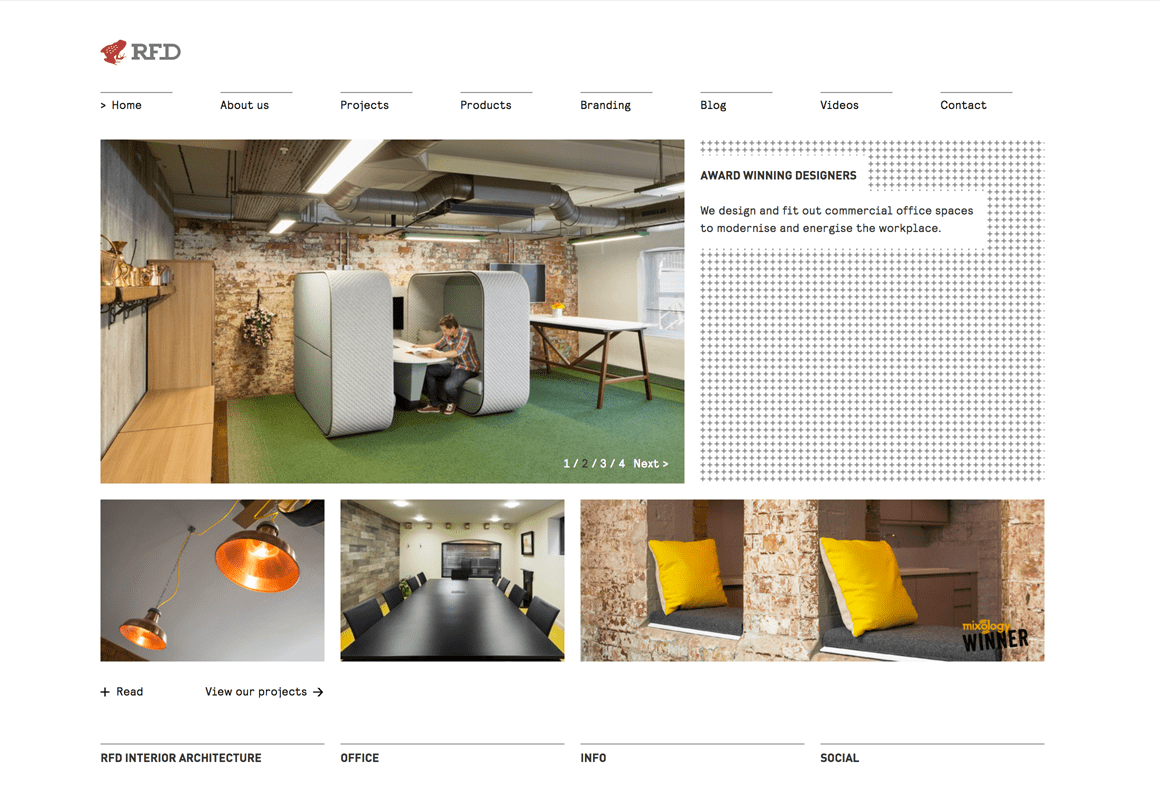 RFD
> Home
About us
Projects
Products
Branding
Blog
Videos
Contact
AWARD WINNING DESIGNERS
We design and fit out commercial office spaces
to modernise and energise the workplace.
1 / 2 / 3 / 4 Next >
mixology
WINNER
+ Read
View our projects →
RFD INTERIOR ARCHITECTURE
OFFICE
INFO
SOCIAL